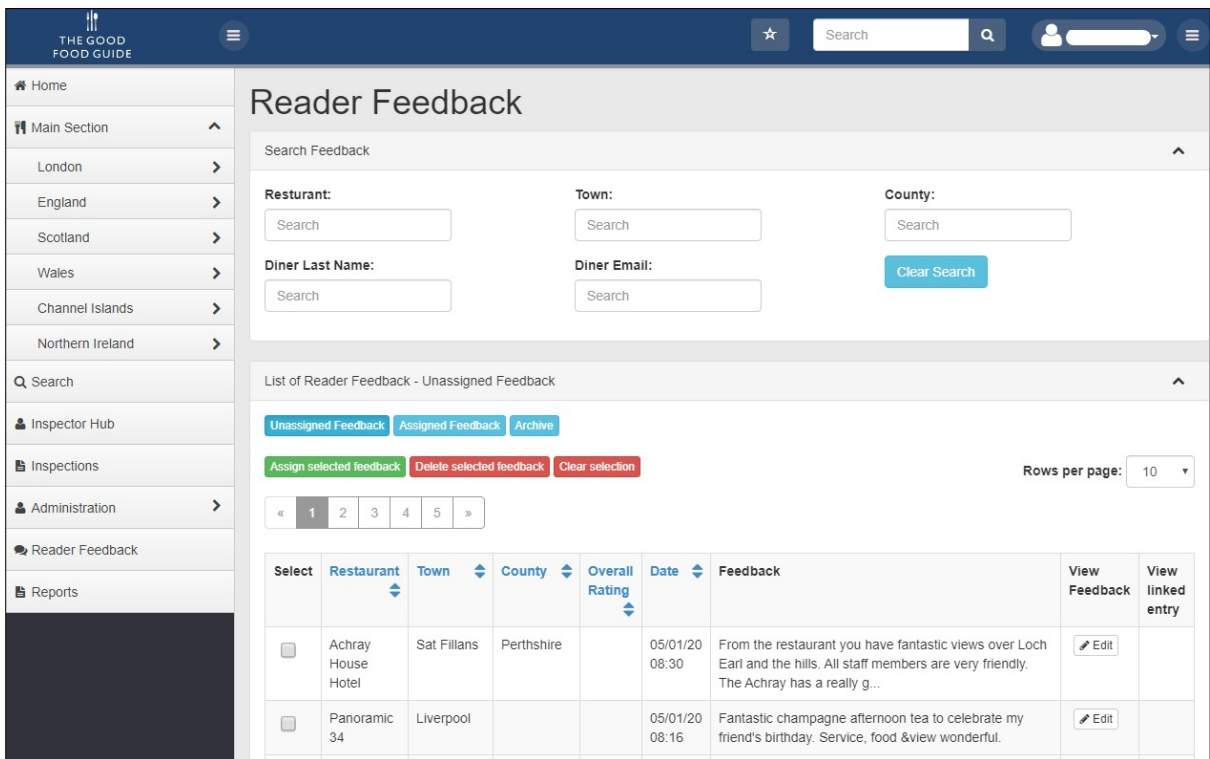 THE GOOD
FOOD GUIDE
Search
Home
Main Section
London
England
Scotland
Wales
Channel Islands
Northern Ireland
Search
Inspector Hub
Inspections
Administration
Reader Feedback
Reports
Reader Feedback
Search Feedback
Resturant:
Town:
County:
Search
Search
Search
Diner Last Name:
Diner Email:
Clear Search
Search
Search
List of Reader Feedback - Unassigned Feedback
Unassigned Feedback Assigned Feedback Archive
Assign selected feedback Delete selected feedback Clear selection
Rows per page: 10
« 1 2 3 4 5 »
Select Restaurant Town County Overall Rating Date Feedback View Feedback View linked entry
Achray House Hotel
Sat Fillans
Perthshire
05/01/20 08:30
From the restaurant you have fantastic views over Loch
Earl and the hills. All staff members are very friendly.
The Achray has a really g...
Edit
Panoramic 34
Liverpool
05/01/20 08:16
Fantastic champagne afternoon tea to celebrate my
friend's birthday. Service, food &view wonderful.
Edit